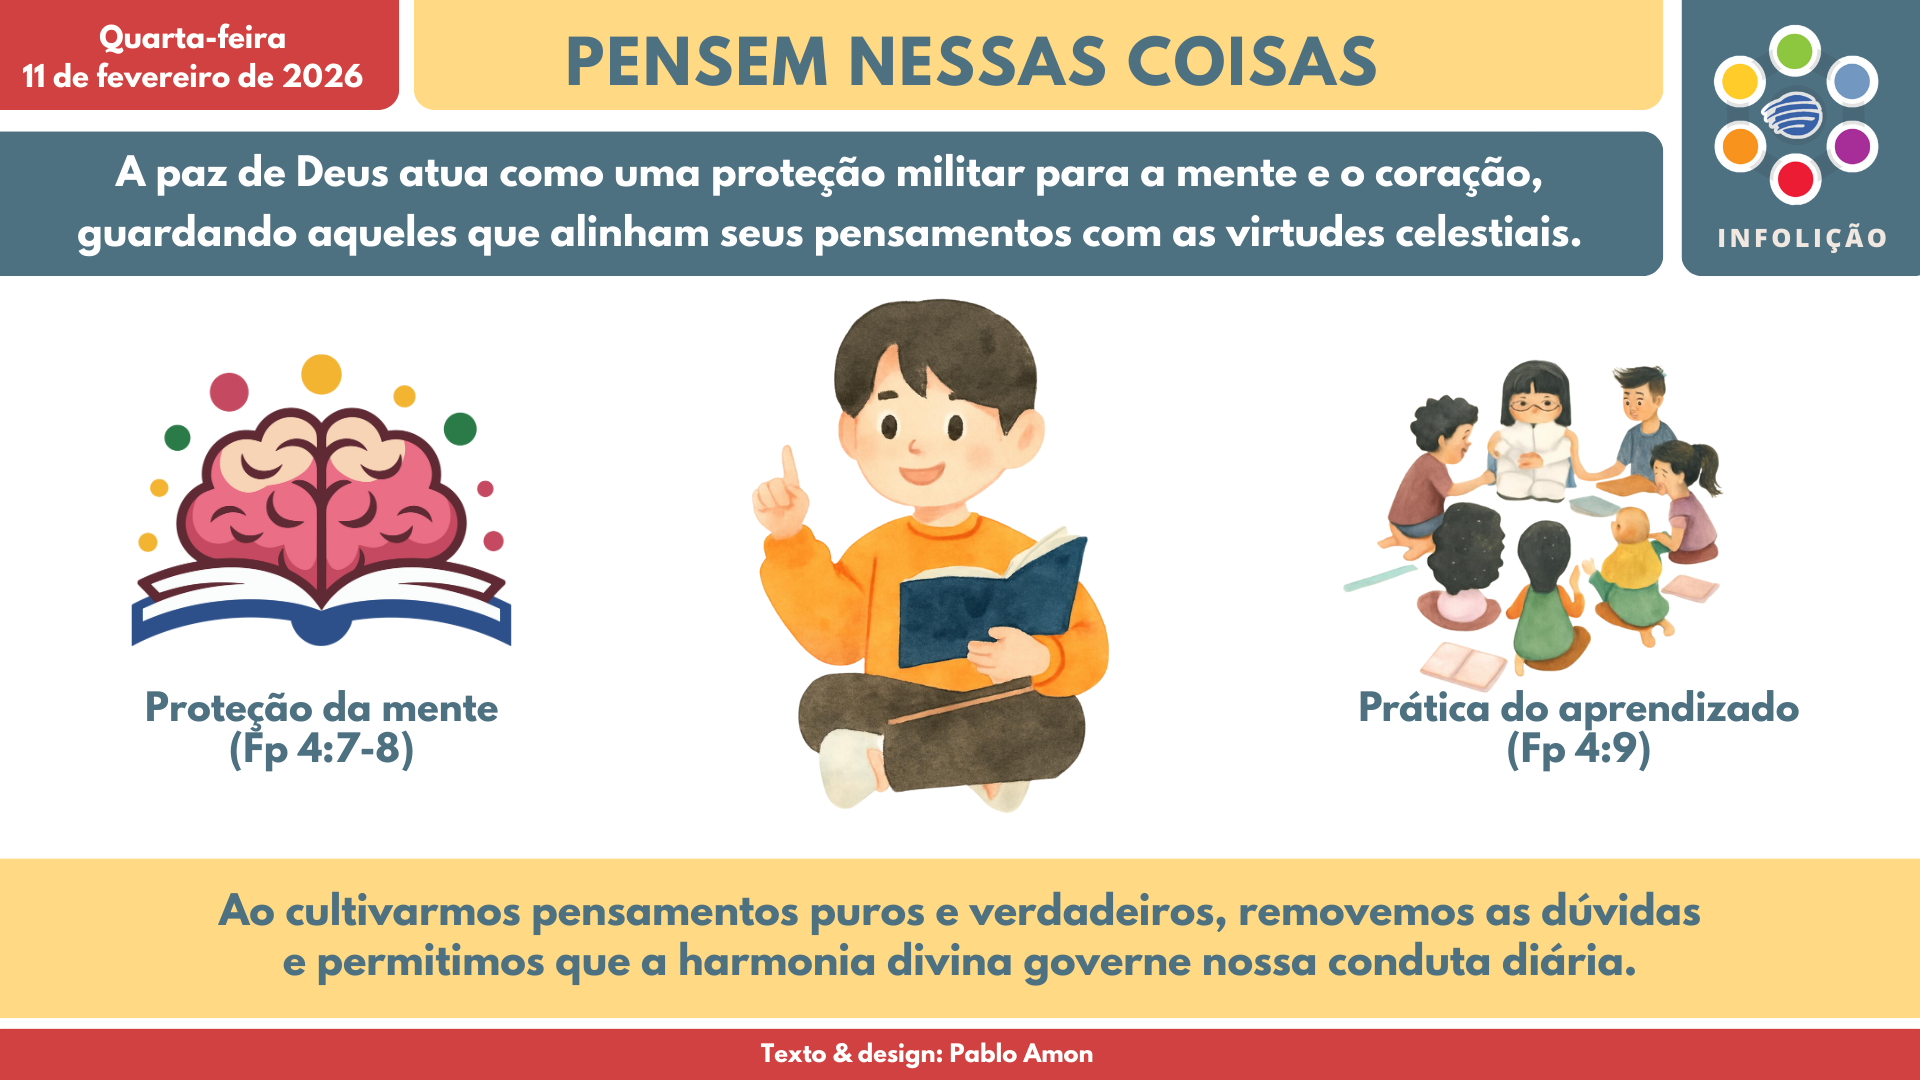 Quarta-feira
11 de fevereiro de 2026
PENSEM NESSAS COISAS
A paz de Deus atua como uma proteção militar para a mente e o coração,
guardando aqueles que alinham seus pensamentos com as virtudes celestiais.
INFOLIÇÃO
Proteção da mente
(Fp 4:7-8)
Prática do aprendizado
(Fp 4:9)
Ao cultivarmos pensamentos puros e verdadeiros, removemos as dúvidas
e permitimos que a harmonia divina governe nossa conduta diária.
Texto & design: Pablo Amon